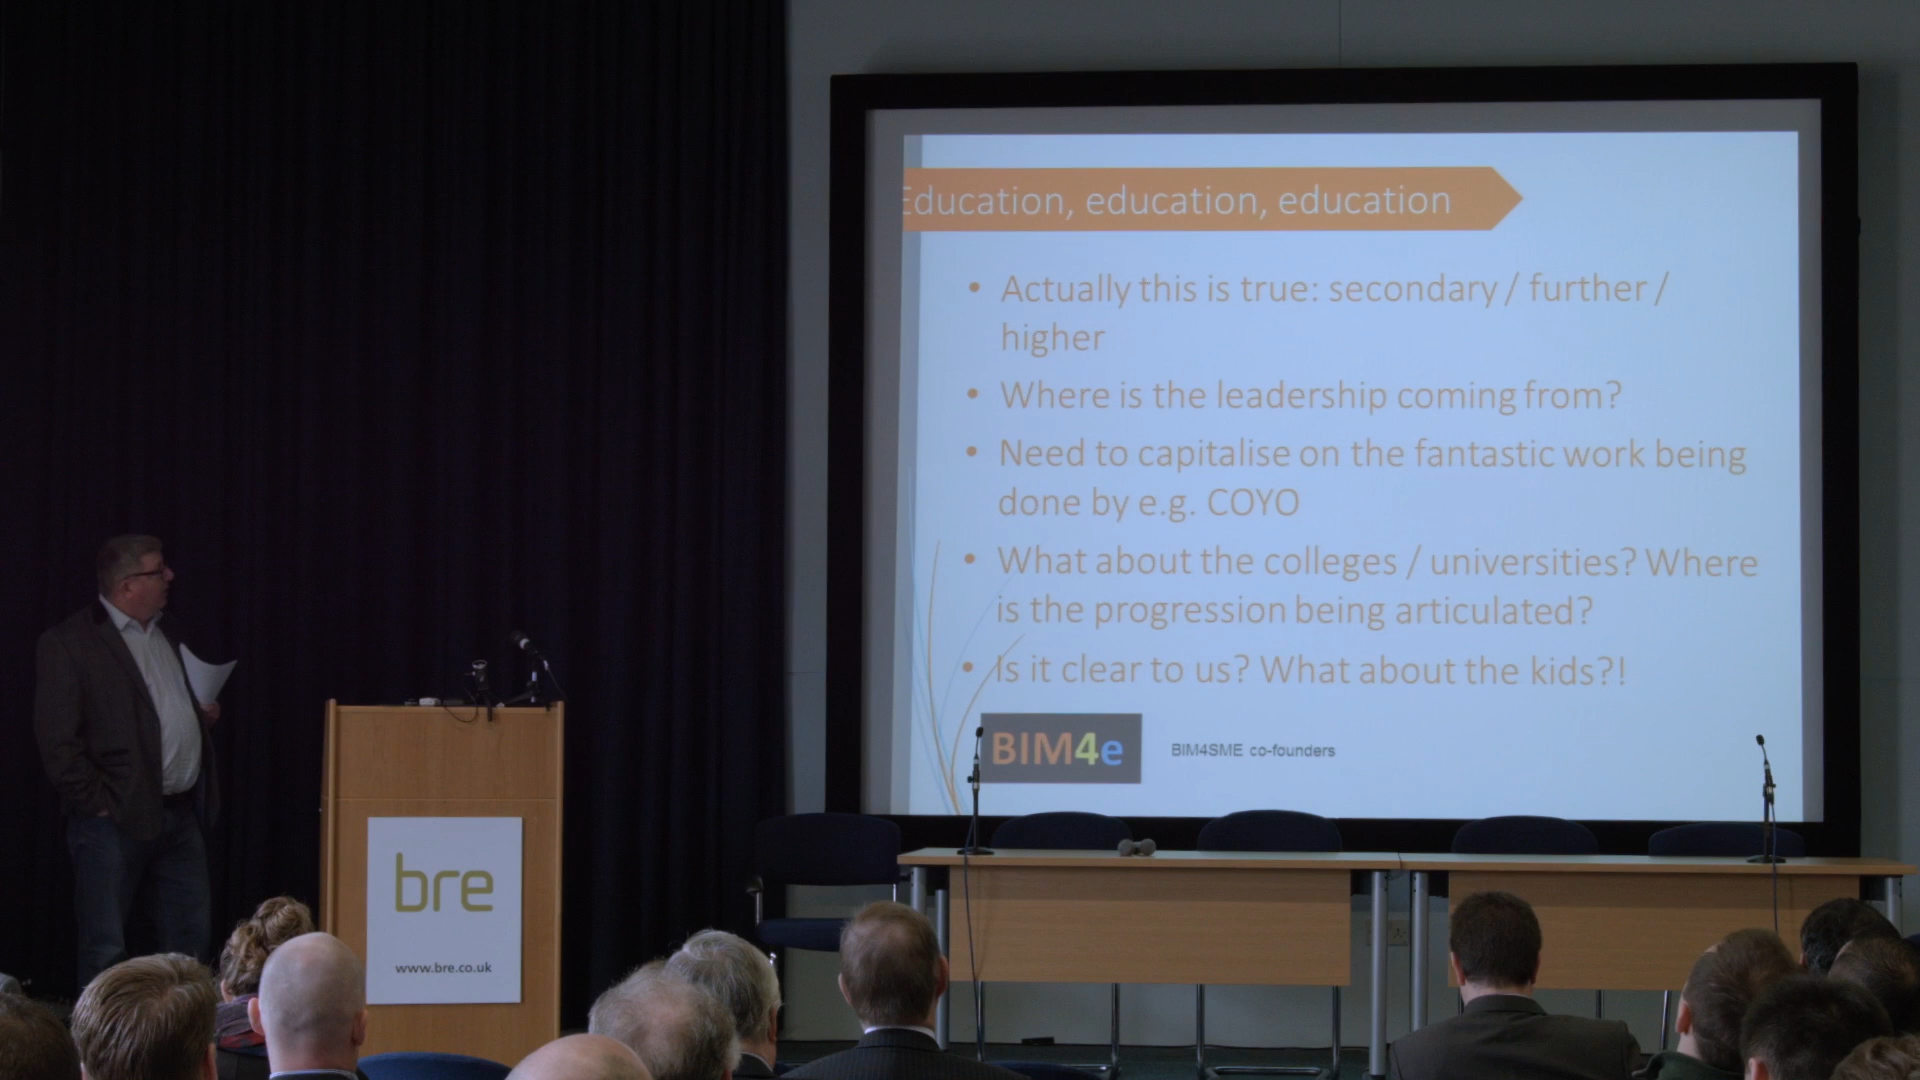 Education, education, education
• Actually this is true: secondary / further /
higher
• Where is the leadership coming from?
• Need to capitalise on the fantastic work being
done by e.g. COYO
• What about the colleges / universities? Where
is the progression being articulated?
• Is it clear to us? What about the kids?!
BIM4e
BIM4SME co-founders
bre
www.bre.co.uk